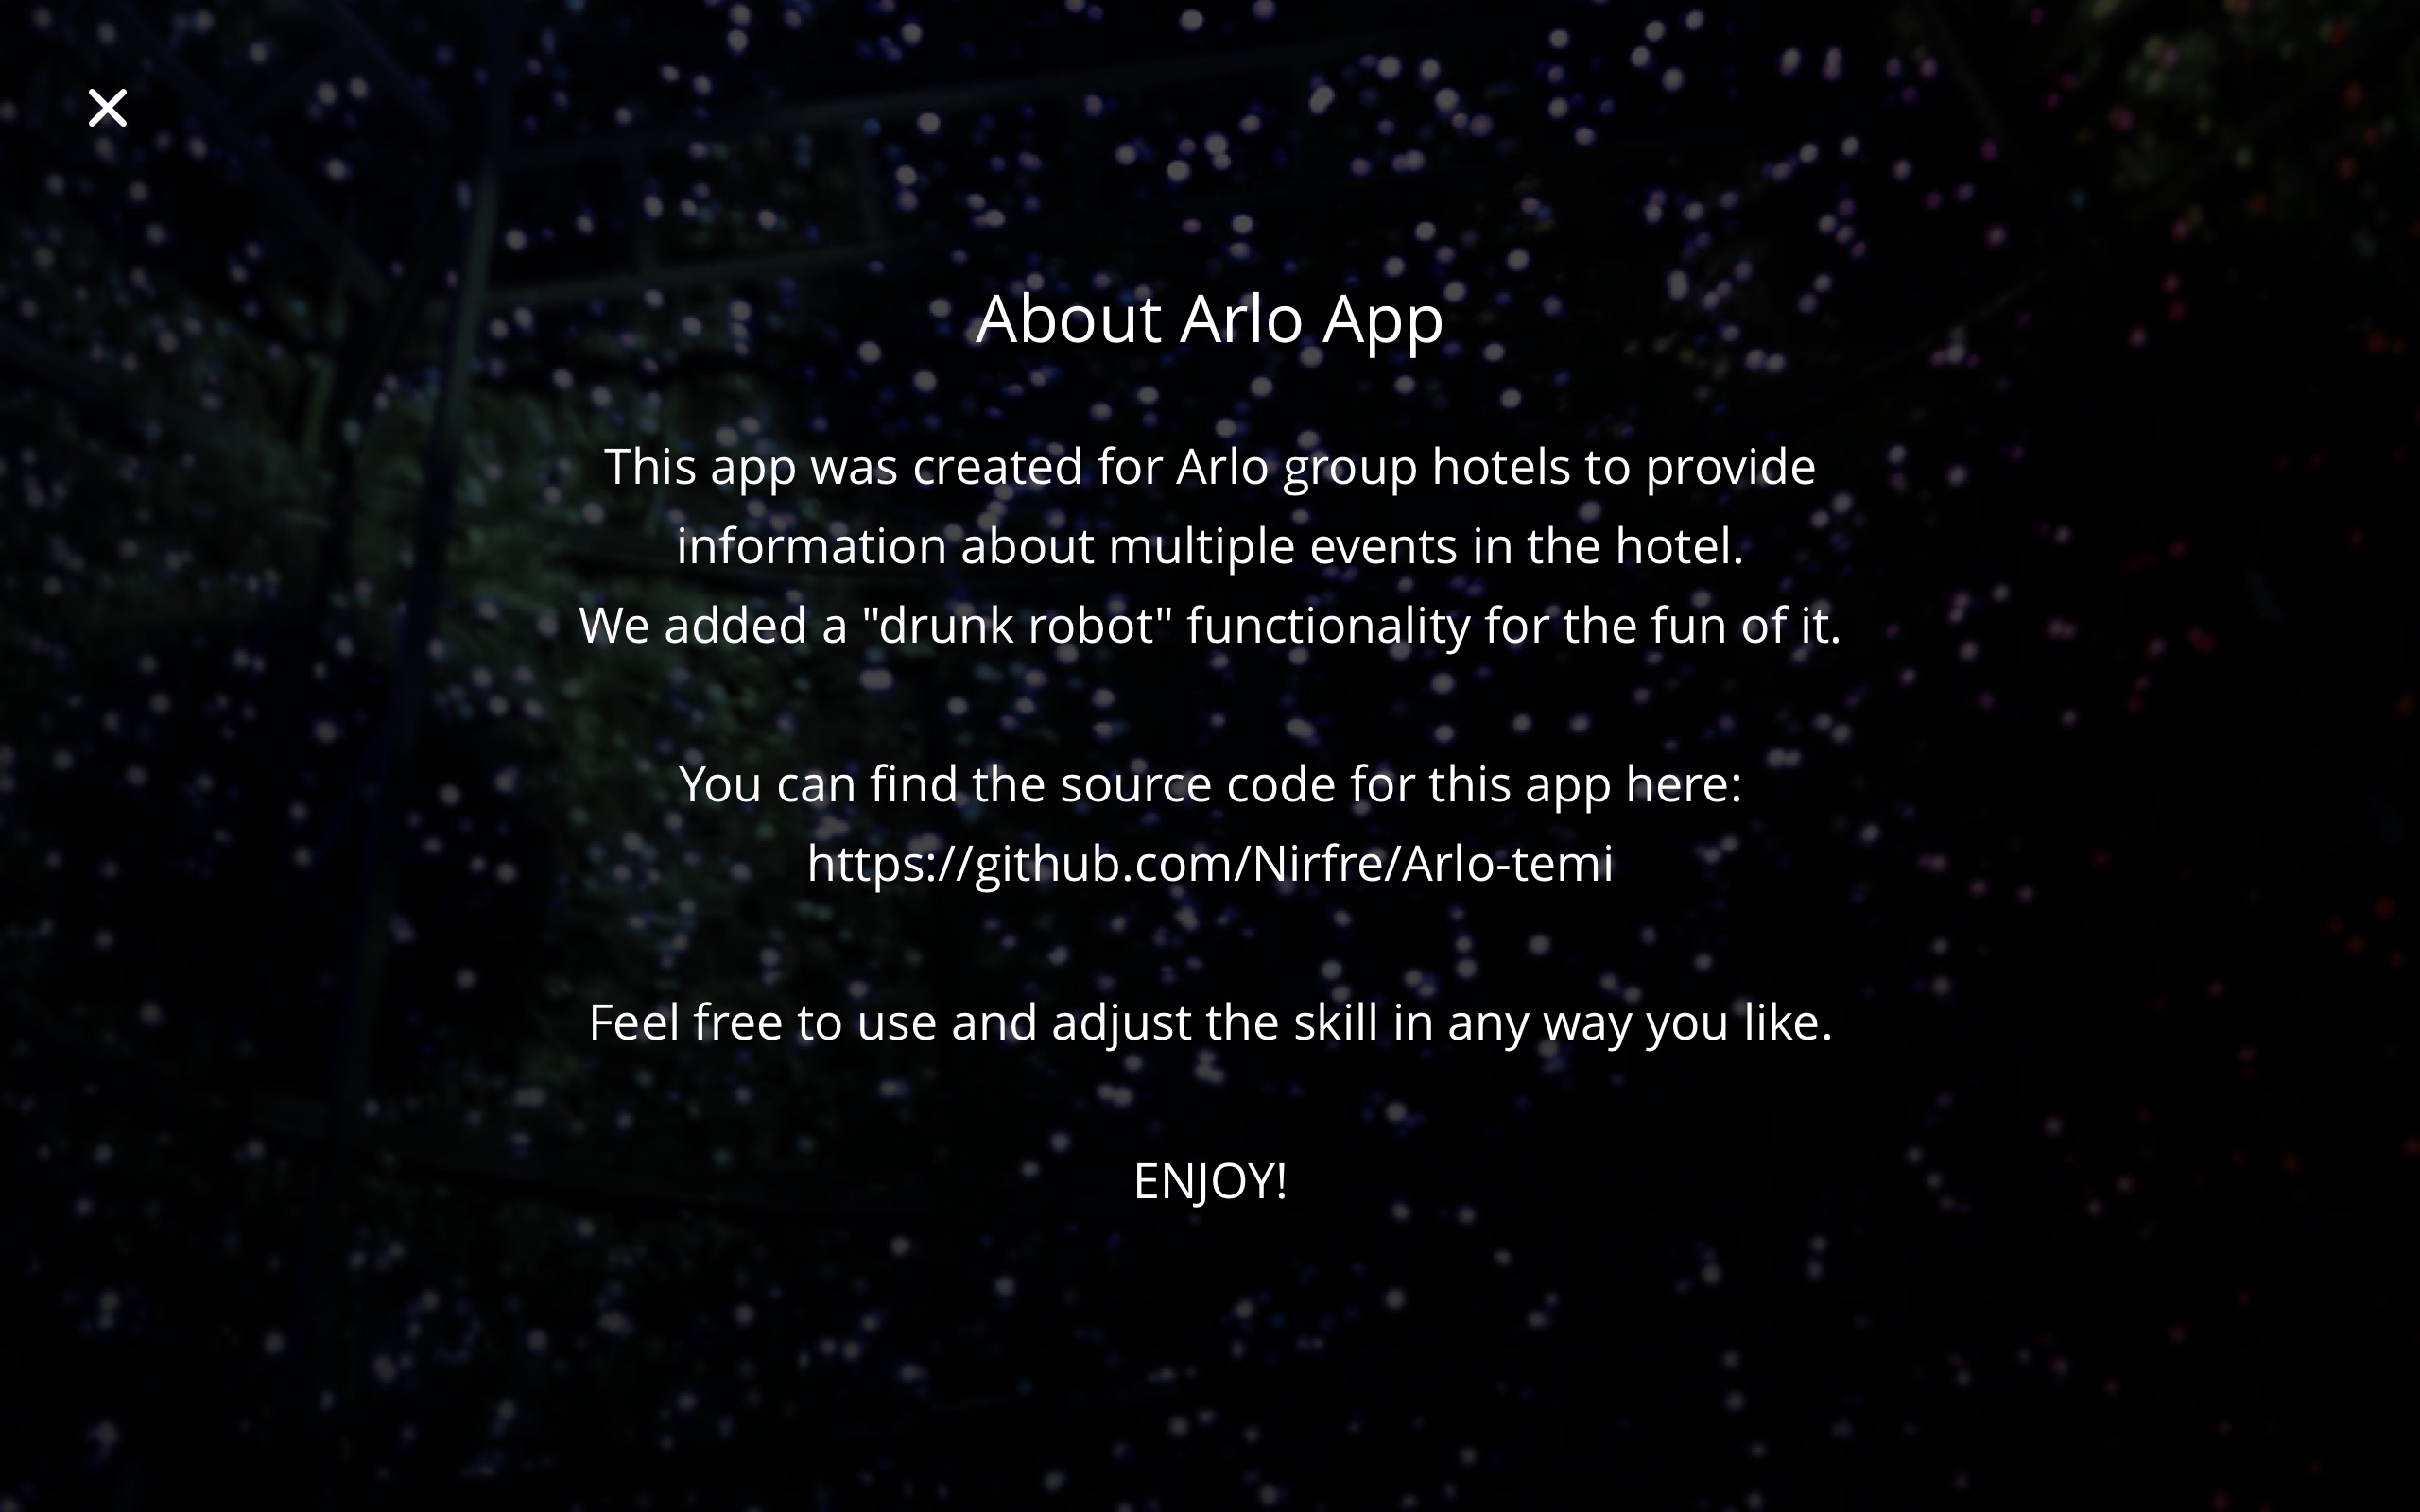 About Arlo App
This app was created for Arlo group hotels to provide
information about multiple events in the hotel.
We added a "drunk robot" functionality for the fun of it.
You can find the source code for this app here:
https://github.com/Nirfre/Arlo-temi
Feel free to use and adjust the skill in any way you like.
ENJOY!